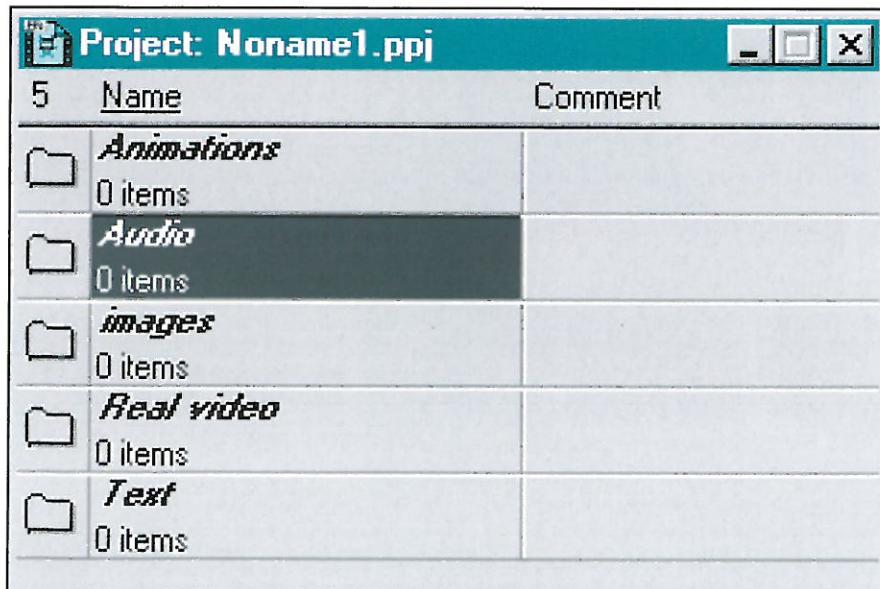 Project: Noname1.ppj
5 Name Comment
Animations
0 items
Audio
0 items
images
0 items
Real video
0 items
Text
0 items